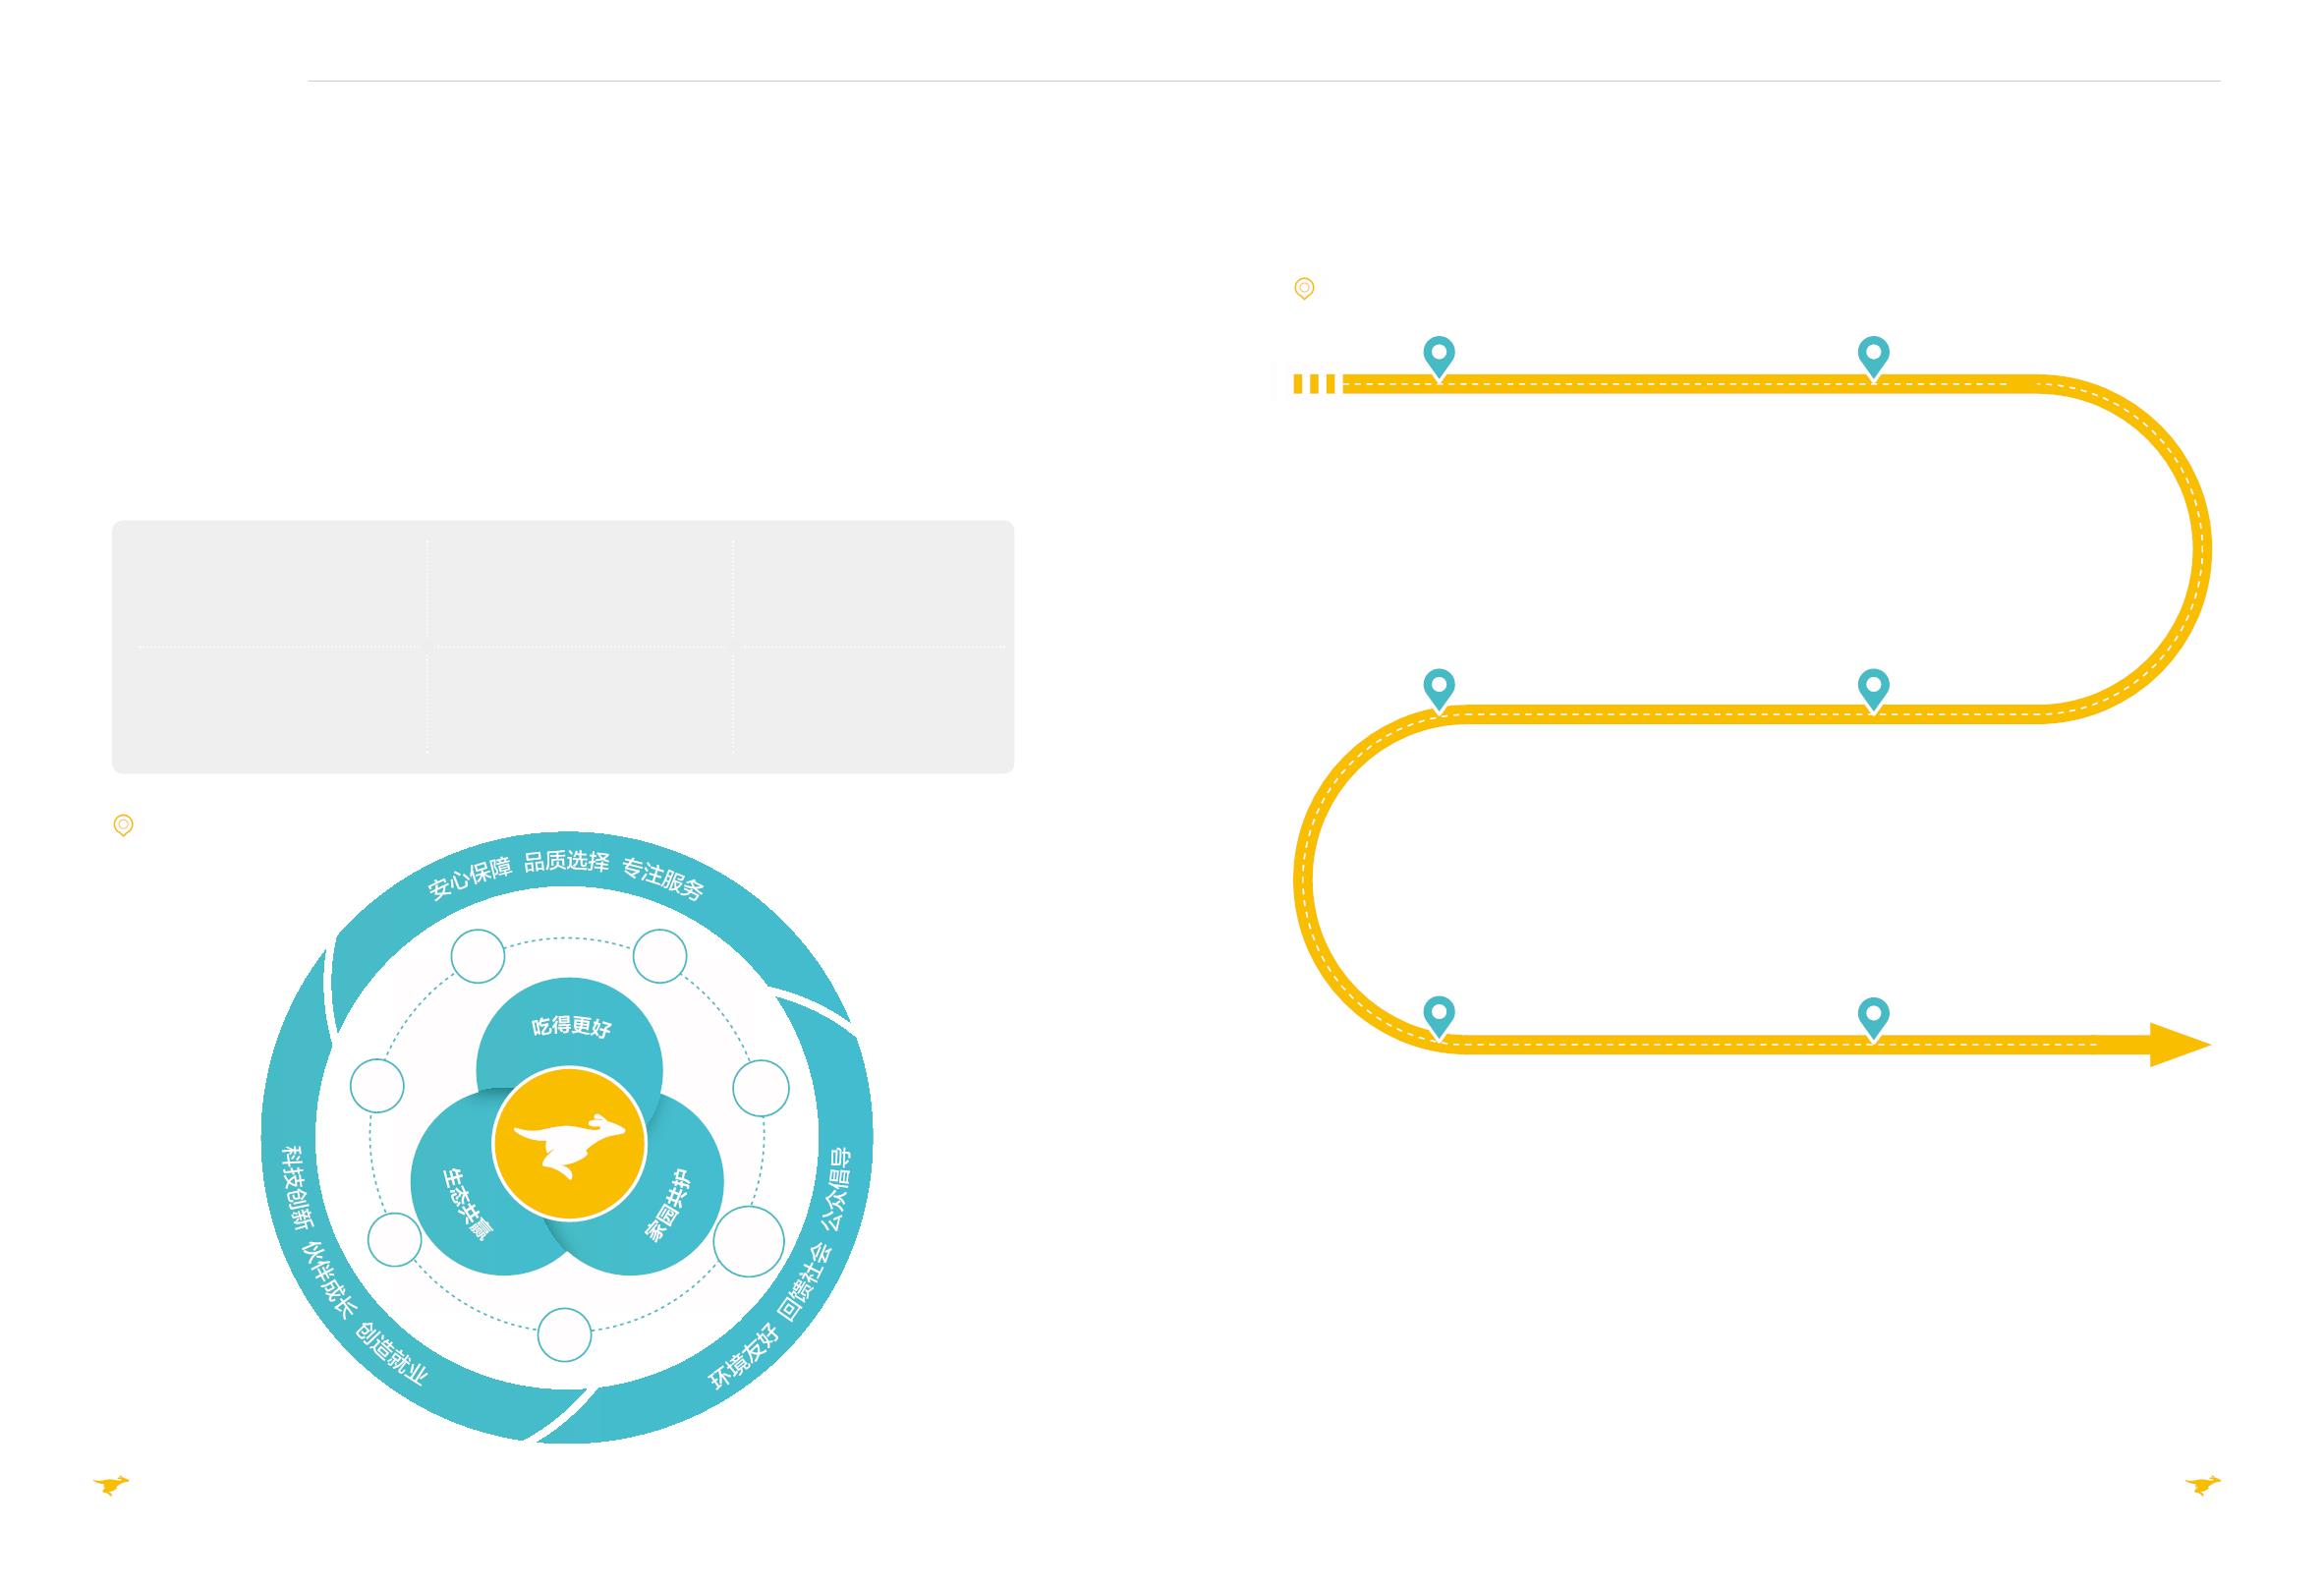 安心保障 品质选择 专注服务
吃得更好
生态共赢
家园共护
科技创新 伙伴成长 创造就业
环境友好 回馈社会 公众倡导